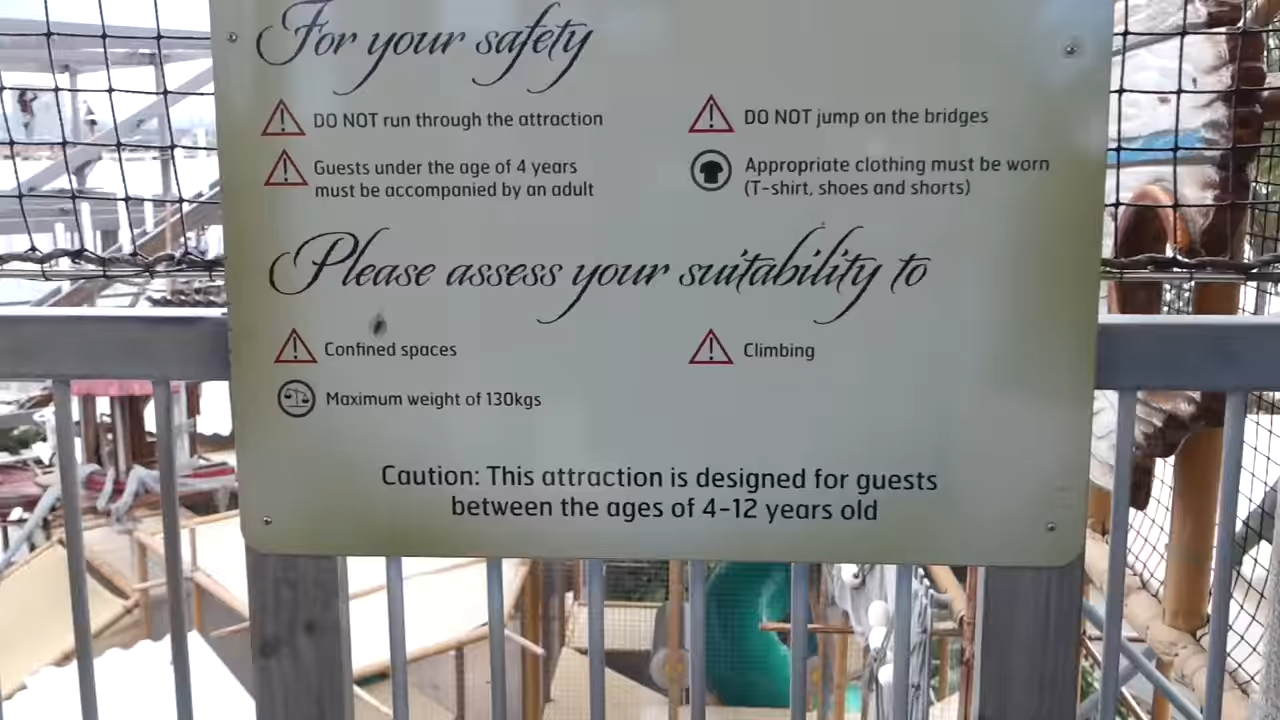 For your safety
DO NOT run through the attraction
DO NOT jump on the bridges
Guests under the age of 4 years
must be accompanied by an adult
Appropriate clothing must be worn
(T-shirt, shoes and shorts)
Please assess your suitability to
Confined spaces
Climbing
Maximum weight of 130kgs
Caution: This attraction is designed for guests
between the ages of 4-12 years old